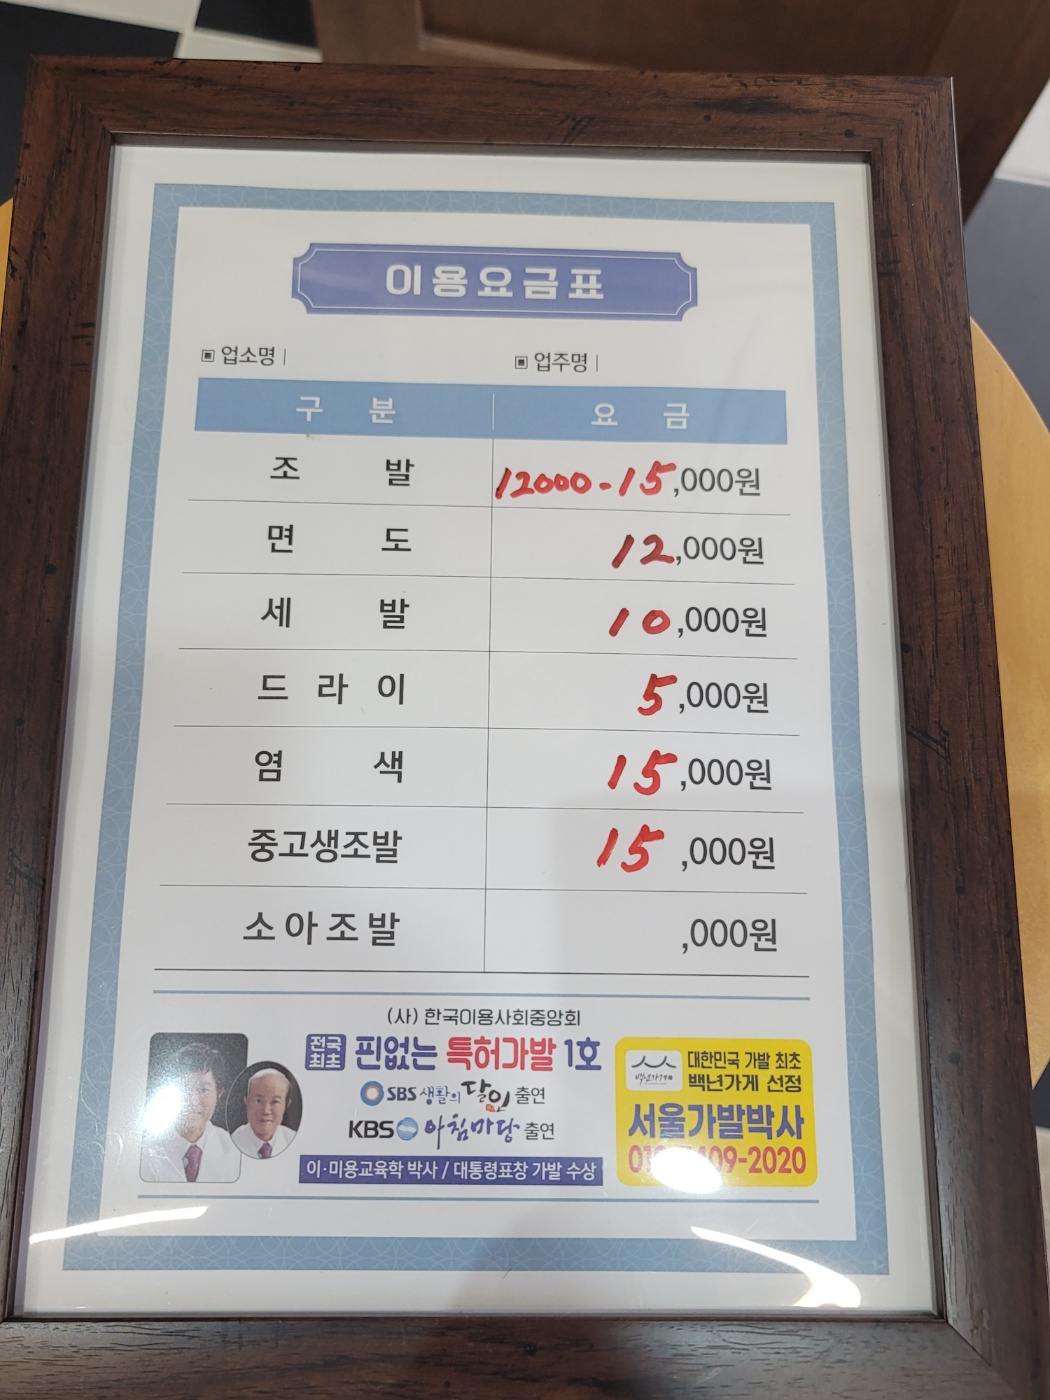 이용요금표
▣ 업소명 |
▣ 업주명 |
구 분 요 금
조 발 12000-15,000원
면 도 12,000원
세 발 10,000원
드 라 이 5,000원
염 색 15,000원
중고생조발 15,000원
소아조발 ,000원
(사) 한국이용사회중앙회
전국최초 핀없는 특허가발 1호
SBS 생활의 달인 출연
KBS 아침마당 출연
이·미용교육학 박사 / 대통령표창 가발 수상
백년가게
대한민국 가발 최초
백년가게 선정
서울가발박사
09-2020